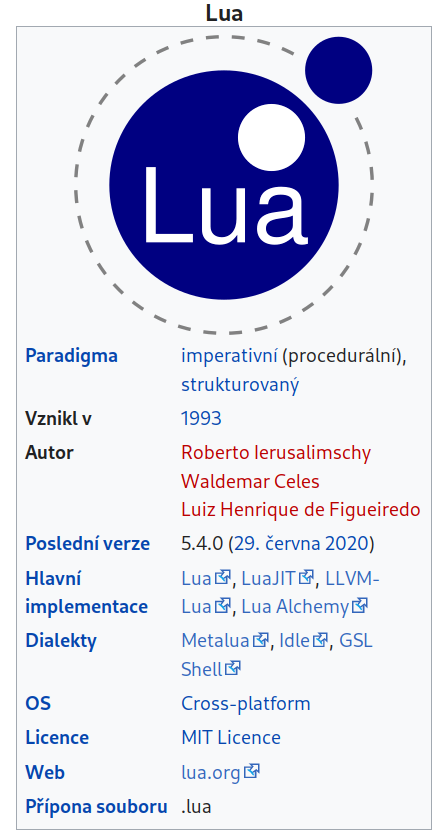 Lua
Lua
Paradigma imperativní (procedurální),
strukturovaný
Vznikl v 1993
Autor Roberto Ierusalimschy
Waldemar Celes
Luiz Henrique de Figueiredo
Poslední verze 5.4.0 (29. června 2020)
Hlavní Lua, LuaJIT, LLVM-
implementace Lua, Lua Alchemy
Dialekty Metalua, Idle, GSL
Shell
OS Cross-platform
Licence MIT Licence
Web lua.org
Přípona souboru .lua